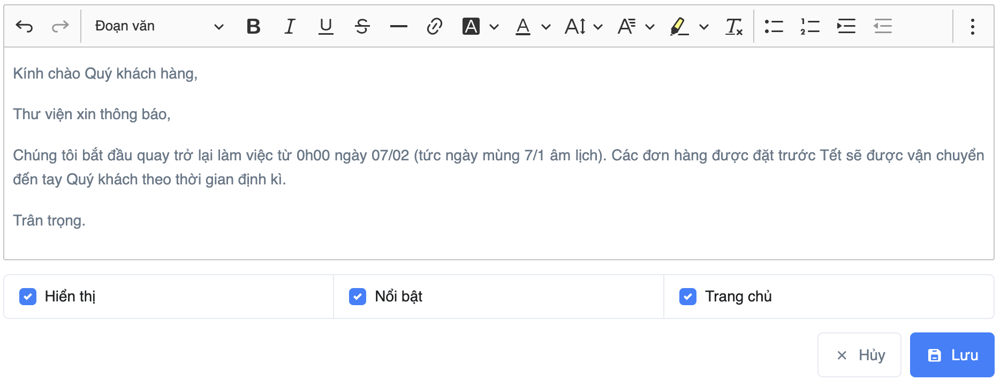 Đoạn văn
Kính chào Quý khách hàng,
Thư viện xin thông báo,
Chúng tôi bắt đầu quay trở lại làm việc từ 0h00 ngày 07/02 (tức ngày mùng 7/1 âm lịch). Các đơn hàng được đặt trước Tết sẽ được vận chuyển
đến tay Quý khách theo thời gian định kì.
Trân trọng.
Hiển thị
Nổi bật
Trang chủ
Hủy
Lưu